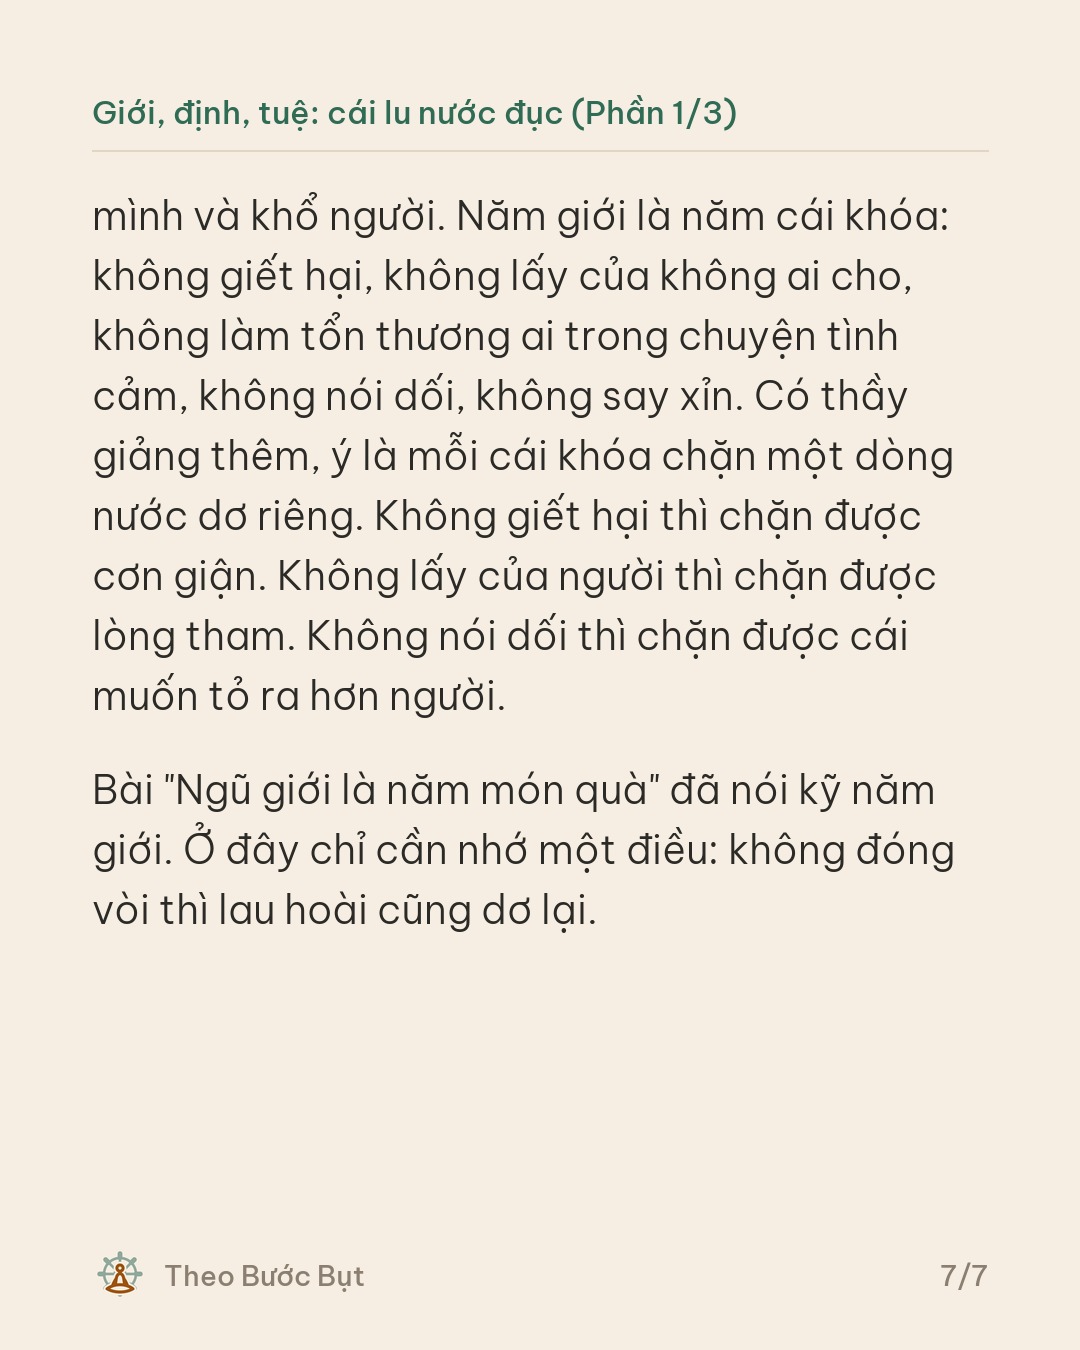 Giới, định, tuệ: cái lu nước đục (Phần 1/3)
mình và khổ người. Năm giới là năm cái khóa:
không giết hại, không lấy của không ai cho,
không làm tổn thương ai trong chuyện tình
cảm, không nói dối, không say xỉn. Có thầy
giảng thêm, ý là mỗi cái khóa chặn một dòng
nước dơ riêng. Không giết hại thì chặn được
cơn giận. Không lấy của người thì chặn được
lòng tham. Không nói dối thì chặn được cái
muốn tỏ ra hơn người.
Bài "Ngũ giới là năm món quà" đã nói kỹ năm
giới. Ở đây chỉ cần nhớ một điều: không đóng
vòi thì lau hoài cũng dơ lại.
Theo Bước Bụt
7/7